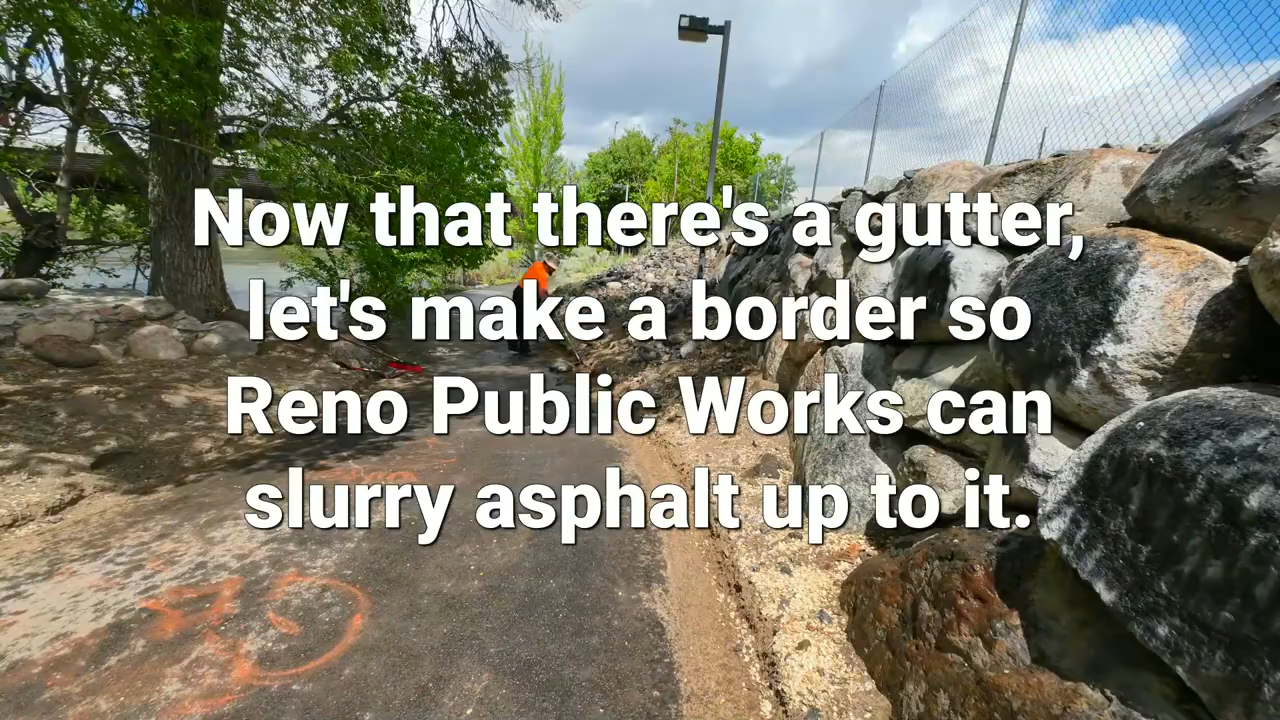 Now that there's a gutter,
let's make a border so
Reno Public Works can
slurry asphalt up to it.